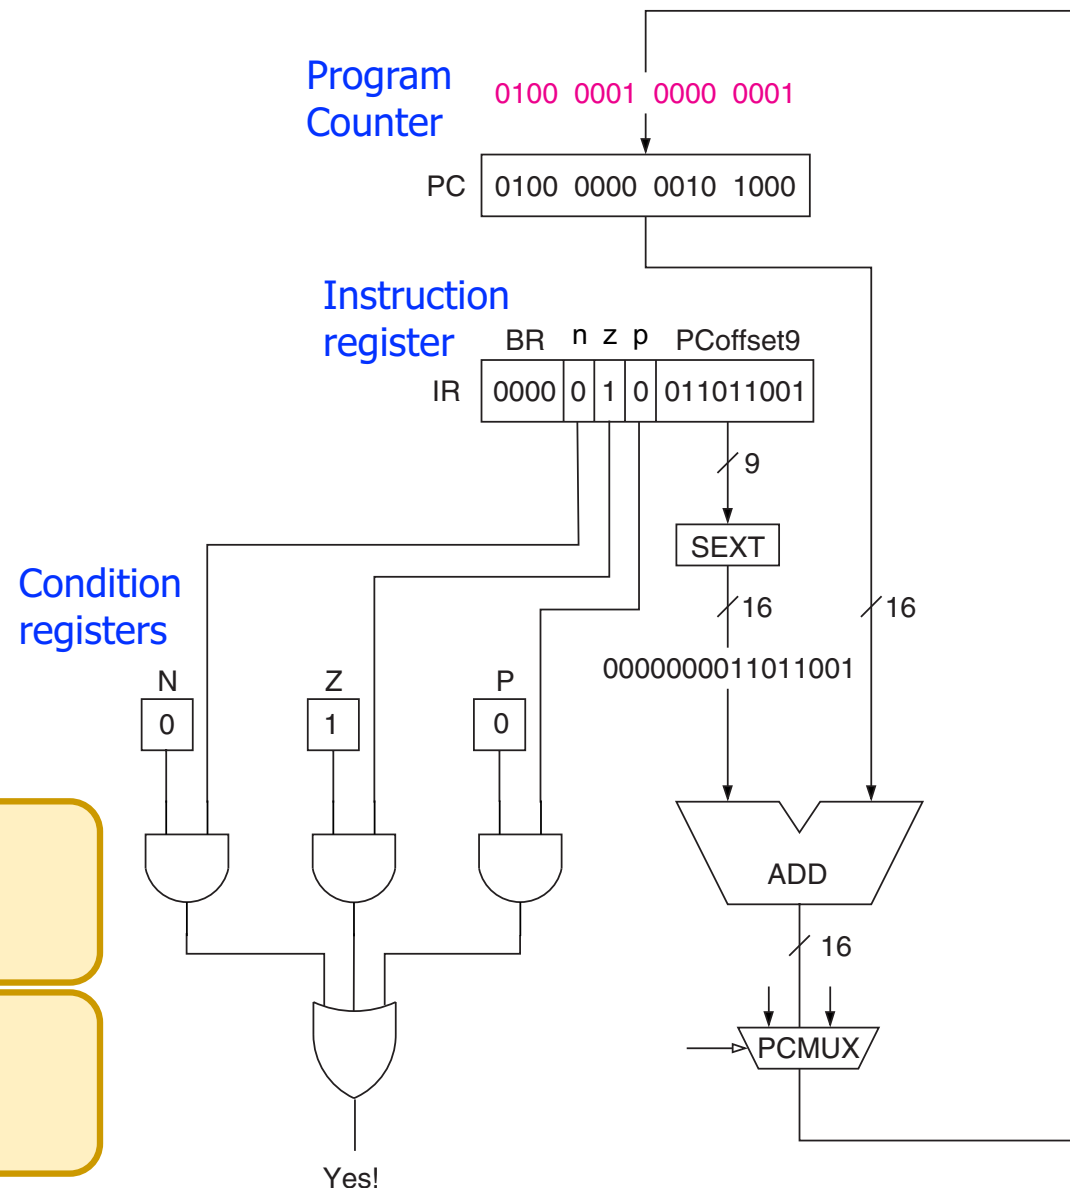 Program
Counter
0100 0001 0000 0001
PC
0100 0000 0010 1000
Instruction
register
BR n z p PCoffset9
IR
0000 0 1 0 011011001
9
SEXT
16
16
0000000011011001
Condition
registers
N Z P
0 1 0
ADD
16
PCMUX
Yes!